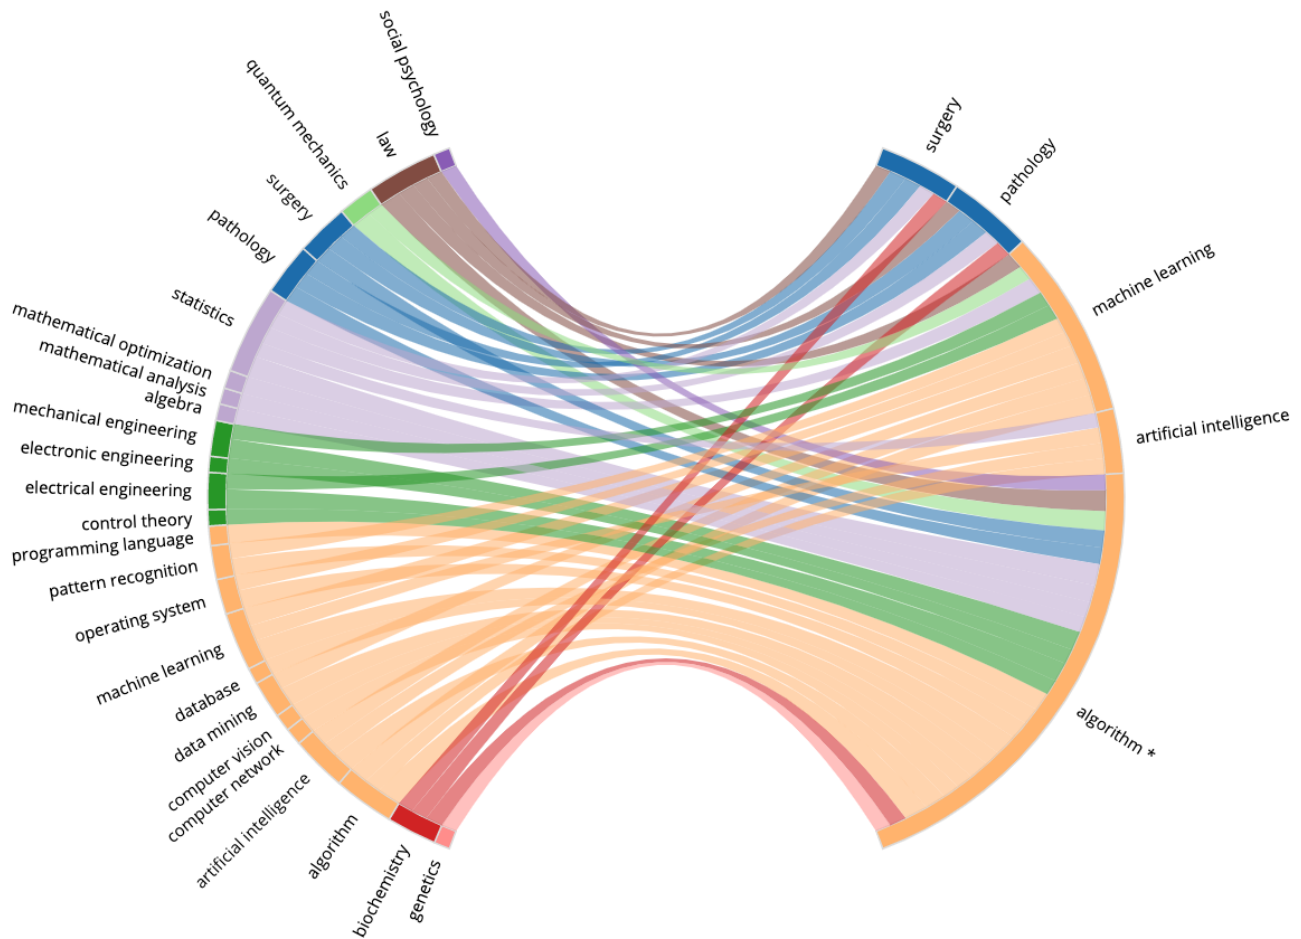 social psychology
law
quantum mechanics
surgery
pathology
statistics
mathematical optimization
mathematical analysis
algebra
mechanical engineering
electronic engineering
electrical engineering
control theory
programming language
pattern recognition
operating system
machine learning
database
data mining
computer vision
computer network
artificial intelligence
algorithm
biochemistry
genetics
surgery
pathology
machine learning
artificial intelligence
algorithm *